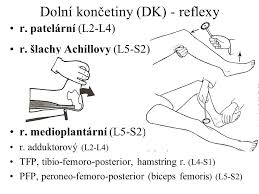 Dolní končetiny (DK) - reflexy
• r. patelární (L2-L4)
• r. šlachy Achillovy (L5-S2)
• r. medioplantární (L5-S2)
• r. adduktorový (L2-L4)
• TFP, tibio-femoro-posterior, hamstring r. (L4-S1)
• PFP, peroneo-femoro-posterior (biceps femoris) (L5-S2)